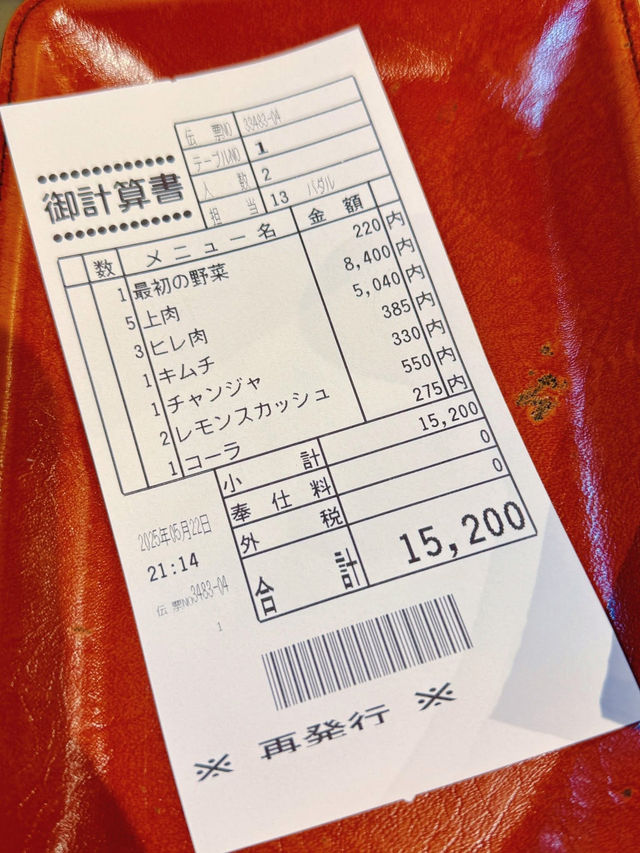 伝票NO 33483-04
テーブルNO 1
人数 2
担当 13 バダル
御計算書
数 メニュー名 金額
1 最初の野菜 220 内
5 上肉 8,400 内
3 ヒレ肉 5,040 内
1 キムチ 385 内
1 チャンジャ 330 内
2 レモンスカッシュ 550 内
1 コーラ 275 内
小計 15,200
奉仕料 0
外税 0
合計 15,200
2025年05月22日
21:14
伝票NO3483-04
1
※ 再発行 ※